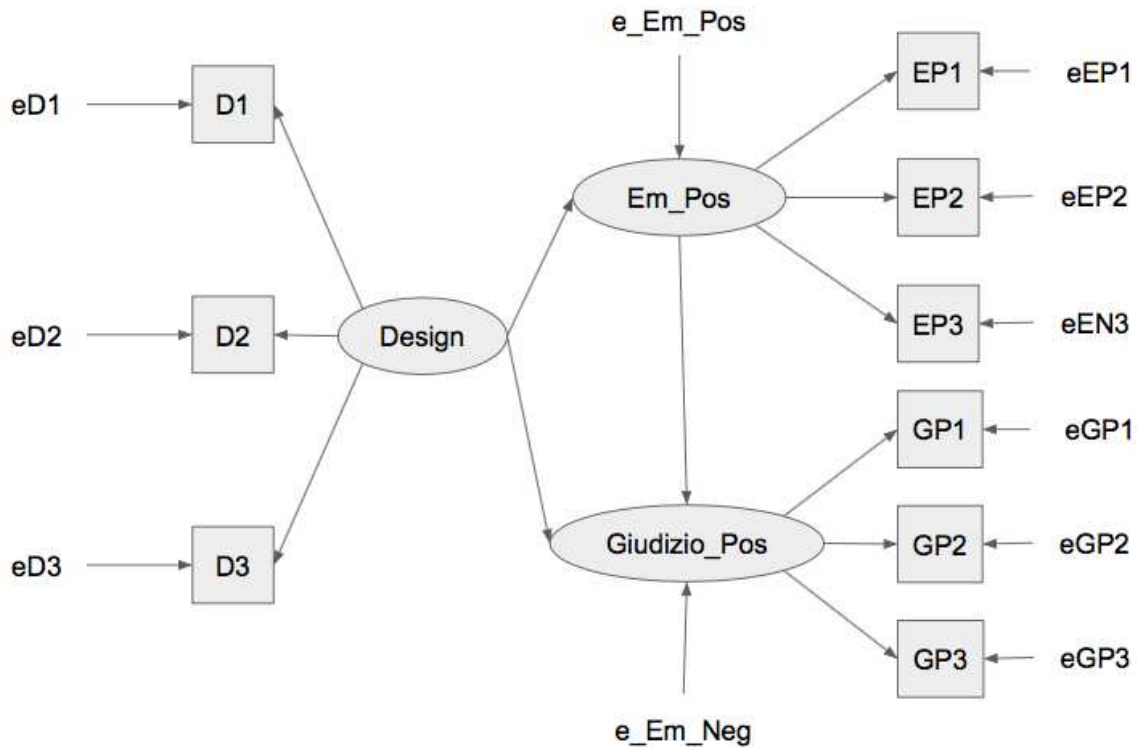 e_Em_Pos
eD1
D1
EP1
eEP1
Em_Pos
EP2
eEP2
eD2
D2
Design
EP3
eEN3
GP1
eGP1
eD3
D3
Giudizio_Pos
GP2
eGP2
GP3
eGP3
e_Em_Neg